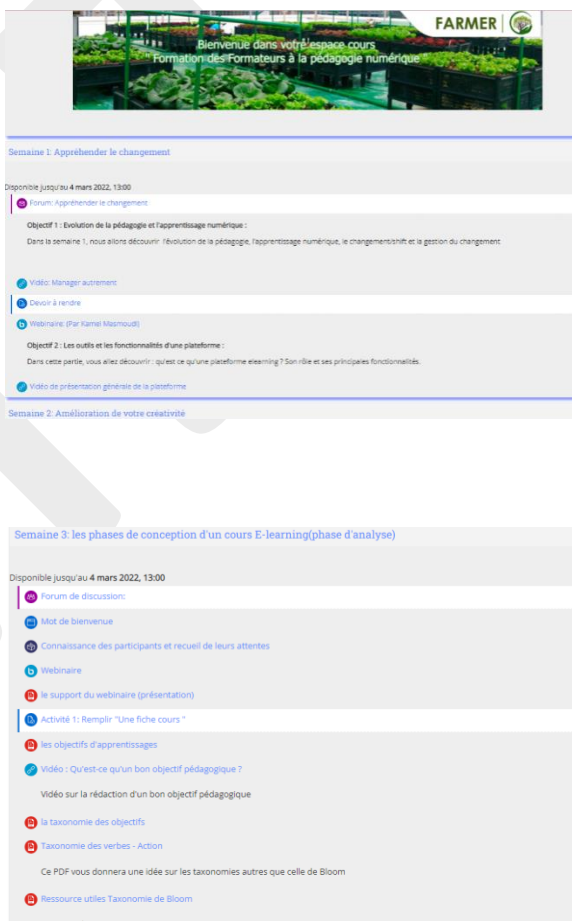 FARMER
Bienvenue dans votre espace cours
"Formation des Formateurs à la pédagogie numérique
Semaine 1: Appréhender le changement
Disponible jusqu'au 4 mars 2022, 13:00
Forum: Appréhender le changement
Objectif 1 : Evolution de la pédagogie et l'apprentissage numérique :
Dans la semaine 1, nous allons découvrir l'évolution de la pédagogie, l'apprentissage numérique, le changement/shift et la gestion du changement
Vidéo: Manager autrement
Devoir à rendre
Webinaire: (Par Kamel Masmoudi)
Objectif 2 : Les outils et les fonctionnalités d'une plateforme :
Dans cette partie, vous allez découvrir : qu'est ce qu'une plateforme elearning ? Son rôle et ses principales fonctionnalités.
Vidéo de présentation générale de la plateforme
Semaine 2: Amélioration de votre créativité
Semaine 3: les phases de conception d'un cours E-learning(phase d'analyse)
Disponible jusqu'au 4 mars 2022, 13:00
Forum de discussion:
Mot de bienvenue
Connaissance des participants et recueil de leurs attentes
Webinaire
le support du webinaire (présentation)
Activité 1: Remplir "Une fiche cours "
les objectifs d'apprentissages
Vidéo : Qu'est-ce qu'un bon objectif pédagogique ?
Vidéo sur la rédaction d'un bon objectif pédagogique
la taxonomie des objectifs
Taxonomie des verbes - Action
Ce PDF vous donnera une idée sur les taxonomies autres que celle de Bloom
Ressource utiles Taxonomie de Bloom